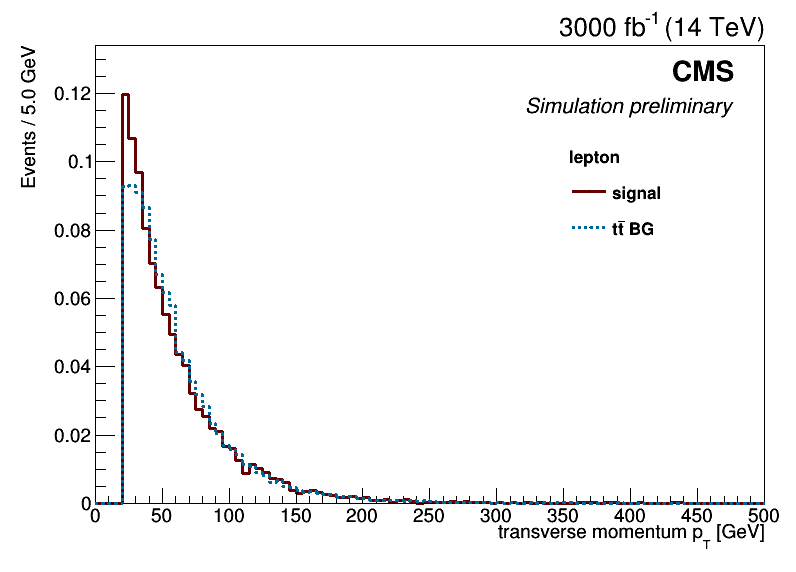 3000 fb⁻¹ (14 TeV)
Events / 5.0 GeV
CMS
Simulation preliminary
lepton
signal
tt̄ BG
0.12
0.1
0.08
0.06
0.04
0.02
0
0 50 100 150 200 250 300 350 400 450 500
transverse momentum p_T [GeV]